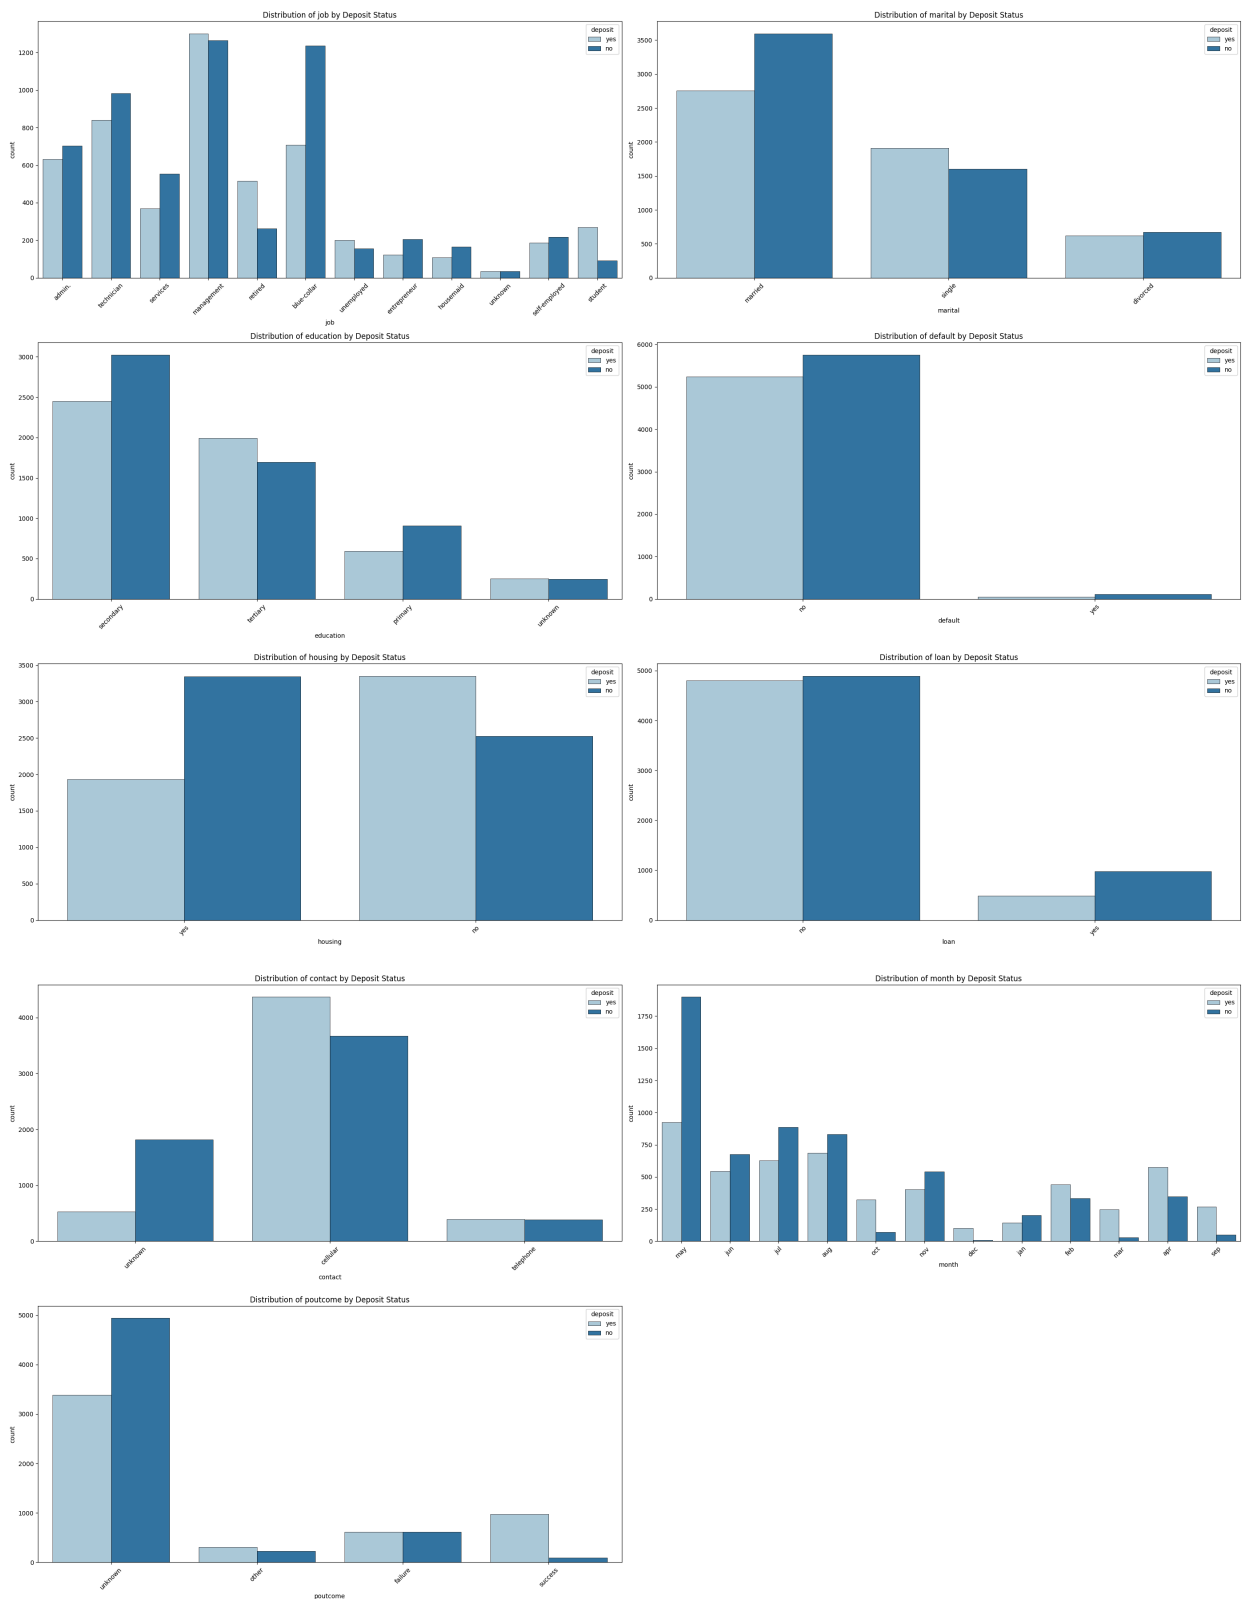 Distribution of job by Deposit Status
deposit
yes
no
count
1200
1000
800
600
400
200
0
admin.
technician
services
management
retired
blue-collar
unemployed
entrepreneur
housemaid
unknown
self-employed
student
job
Distribution of marital by Deposit Status
deposit
yes
no
count
3500
3000
2500
2000
1500
1000
500
0
married
single
divorced
marital
Distribution of education by Deposit Status
deposit
yes
no
count
3000
2500
2000
1500
1000
500
0
secondary
tertiary
primary
unknown
education
Distribution of default by Deposit Status
deposit
yes
no
count
6000
5000
4000
3000
2000
1000
0
no
yes
default
Distribution of housing by Deposit Status
deposit
yes
no
count
3500
3000
2500
2000
1500
1000
500
0
yes
no
housing
Distribution of loan by Deposit Status
deposit
yes
no
count
5000
4000
3000
2000
1000
0
no
yes
loan
Distribution of contact by Deposit Status
deposit
yes
no
count
4000
3000
2000
1000
0
unknown
cellular
telephone
contact
Distribution of month by Deposit Status
deposit
yes
no
count
1750
1500
1250
1000
750
500
250
0
may
jun
jul
aug
oct
nov
dec
jan
feb
mar
apr
sep
month
Distribution of poutcome by Deposit Status
deposit
yes
no
count
5000
4000
3000
2000
1000
0
unknown
other
failure
success
poutcome